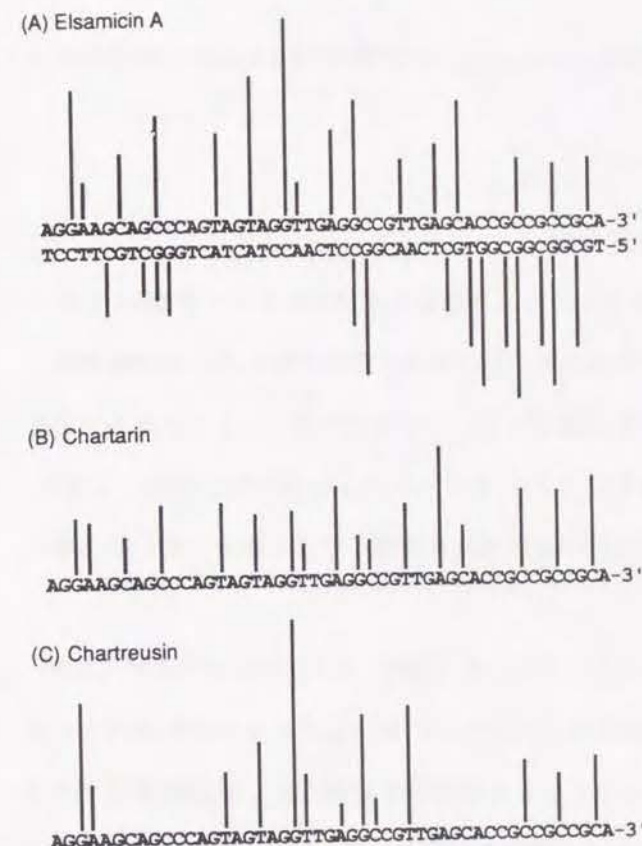 (A) Elsamicin A
AGGAAGCAGCCCAGTAGTAGGTTGAGGCCGTTGAGCACCGCCGCCGCA-3'
TCCTTCGTCGGGTCATCATCCAACTCCGGCAACTCGTGGCGGCGGCGT-5'
(B) Chartarin
AGGAAGCAGCCCAGTAGTAGGTTGAGGCCGTTGAGCACCGCCGCCGCA-3'
(C) Chartreusin
AGGAAGCAGCCCAGTAGTAGGTTGAGGCCGTTGAGCACCGCCGCCGCA-3'